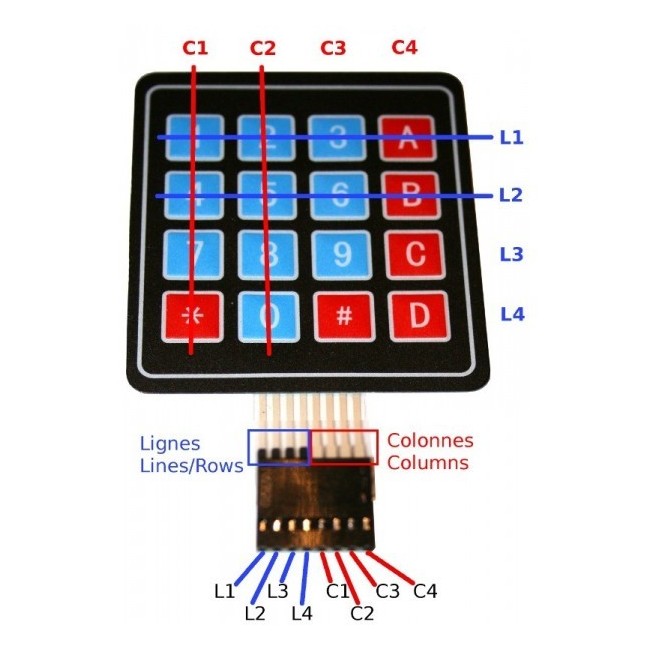 C1 C2 C3 C4
1 2 3 A L1
4 5 6 B L2
7 8 9 C L3
* 0 # D L4
Lignes
Lines/Rows
Colonnes
Columns
L1 L3 C1 C3 C4
L2 L4 C2